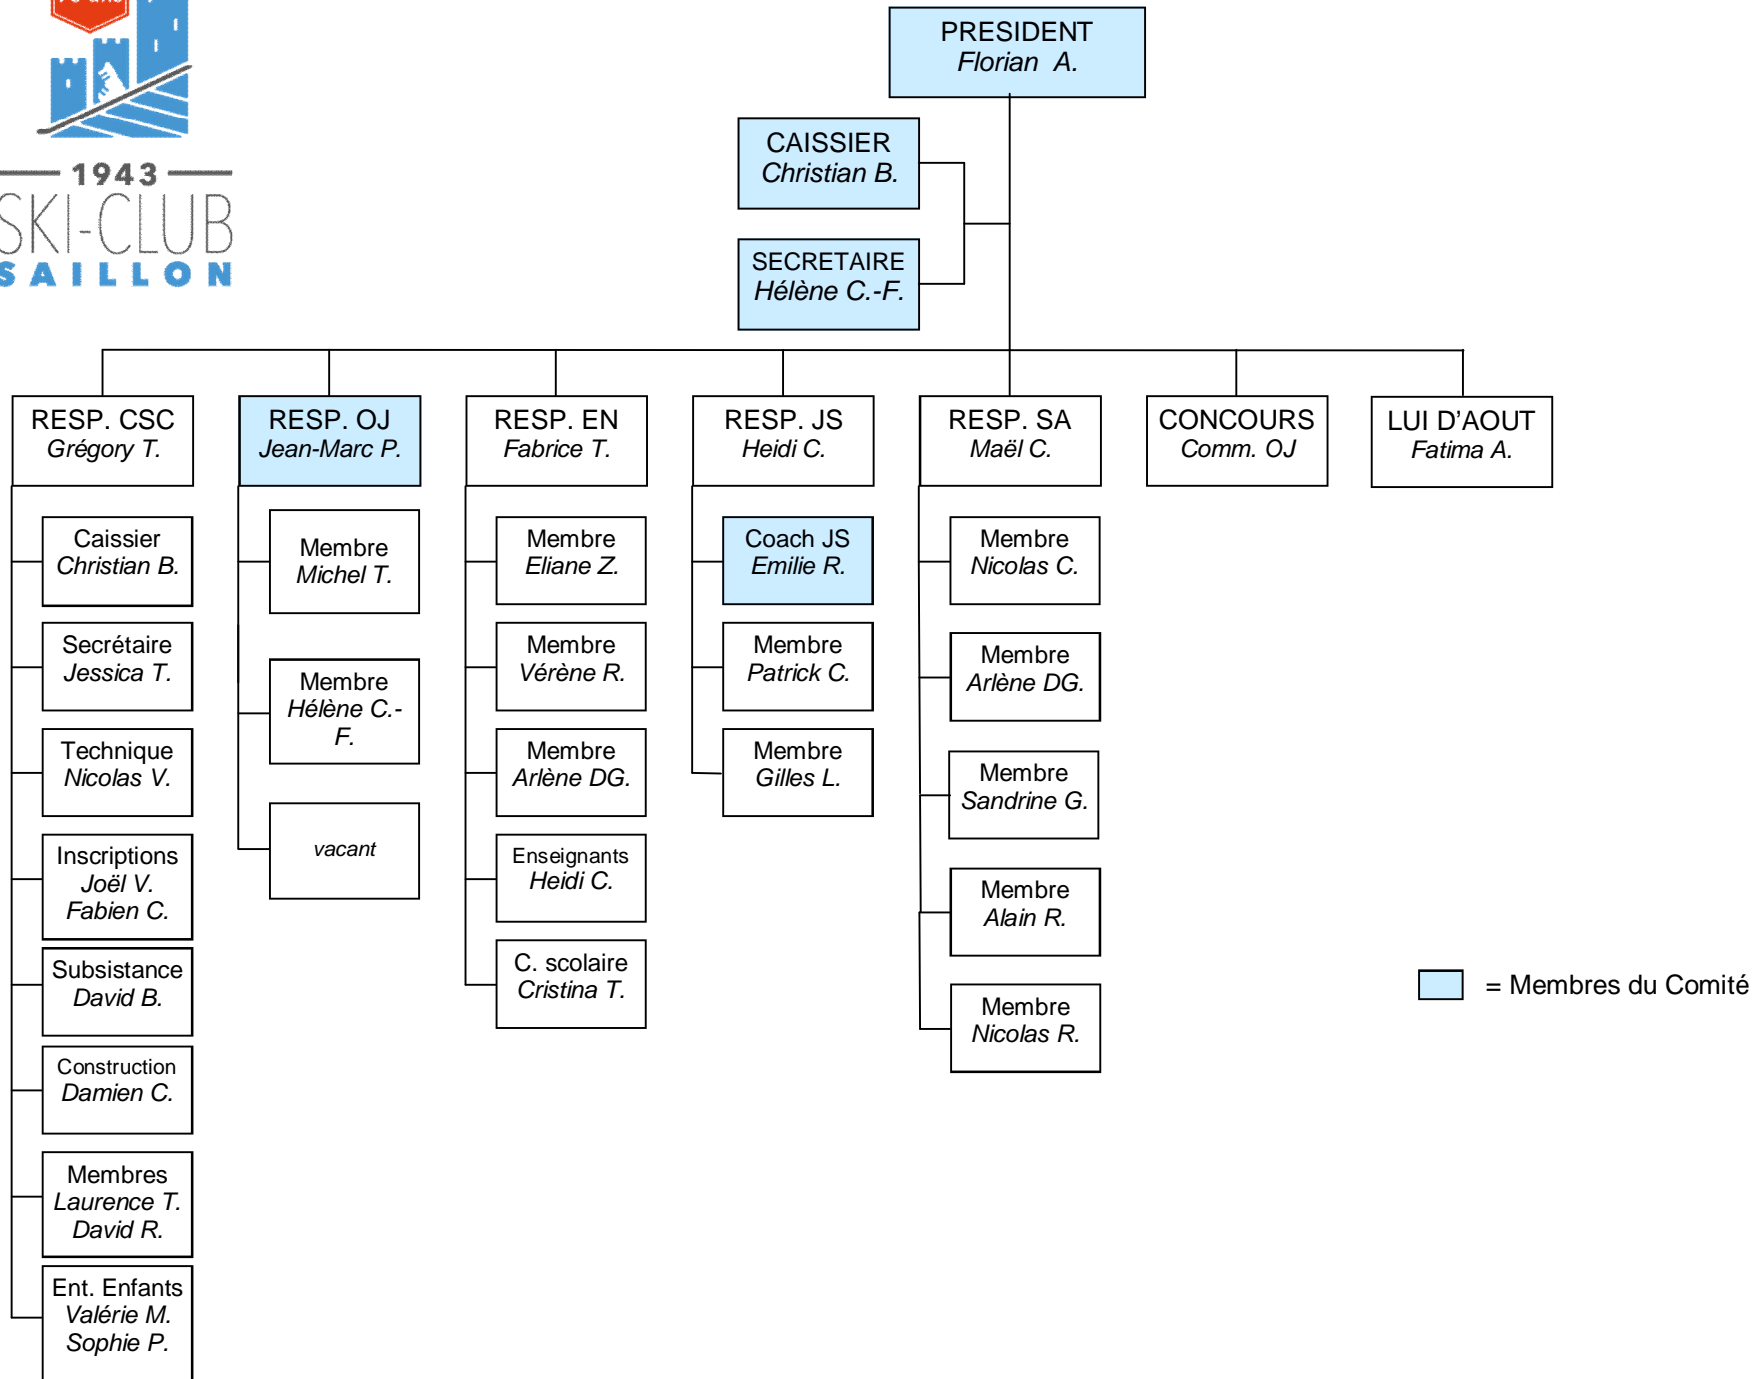 1943
SKI-CLUB
SAILLON
PRESIDENT
Florian A.
CAISSIER
Christian B.
SECRETAIRE
Hélène C.-F.
RESP. CSC
Grégory T.
RESP. OJ
Jean-Marc P.
RESP. EN
Fabrice T.
RESP. JS
Heidi C.
RESP. SA
Maël C.
CONCOURS
Comm. OJ
LUI D'AOUT
Fatima A.
Caissier
Christian B.
Secrétaire
Jessica T.
Technique
Nicolas V.
Inscriptions
Joël V.
Fabien C.
Subsistance
David B.
Construction
Damien C.
Membres
Laurence T.
David R.
Ent. Enfants
Valérie M.
Sophie P.
Membre
Michel T.
Membre
Hélène C.-
F.
vacant
Membre
Eliane Z.
Membre
Vérène R.
Membre
Arlène DG.
Enseignants
Heidi C.
C. scolaire
Cristina T.
Coach JS
Emilie R.
Membre
Patrick C.
Membre
Gilles L.
Membre
Nicolas C.
Membre
Arlène DG.
Membre
Sandrine G.
Membre
Alain R.
Membre
Nicolas R.
= Membres du Comité